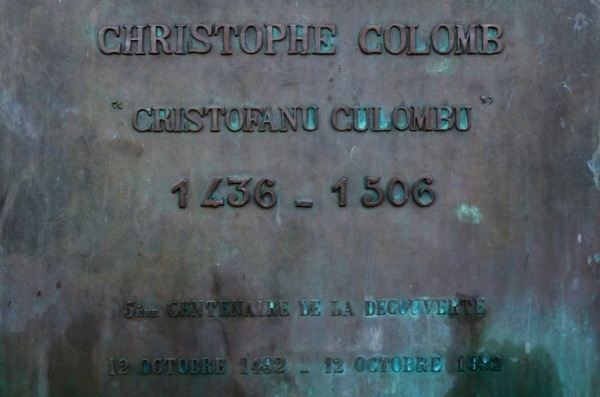 CHRISTOPHE COLOMB
"CRISTOFANU CULOMBU"
1436 - 1506
5ème CENTENAIRE DE LA DECOUVERTE
12 OCTOBRE 1492 - 12 OCTOBRE 1992